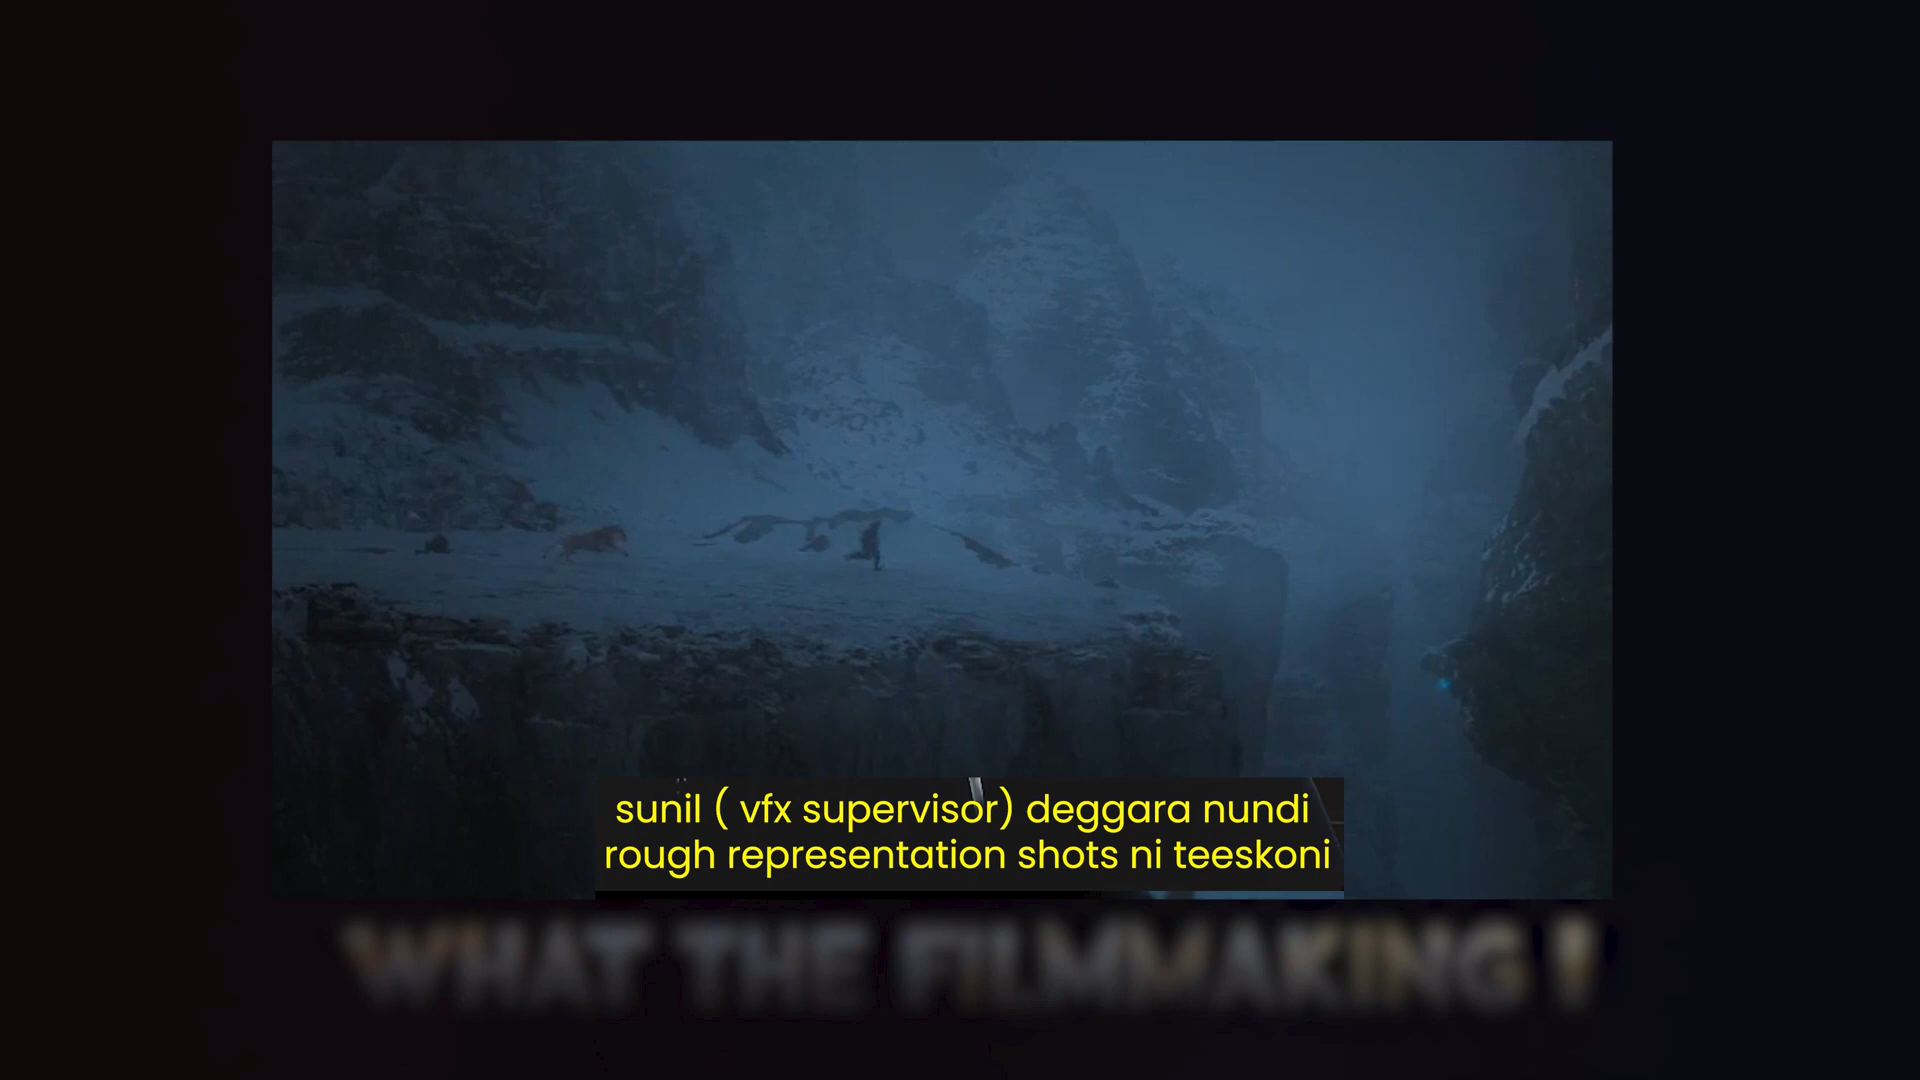 sunil ( vfx supervisor) deggara nundi
rough representation shots ni teeskoni
WHAT THE FILMMAKING !